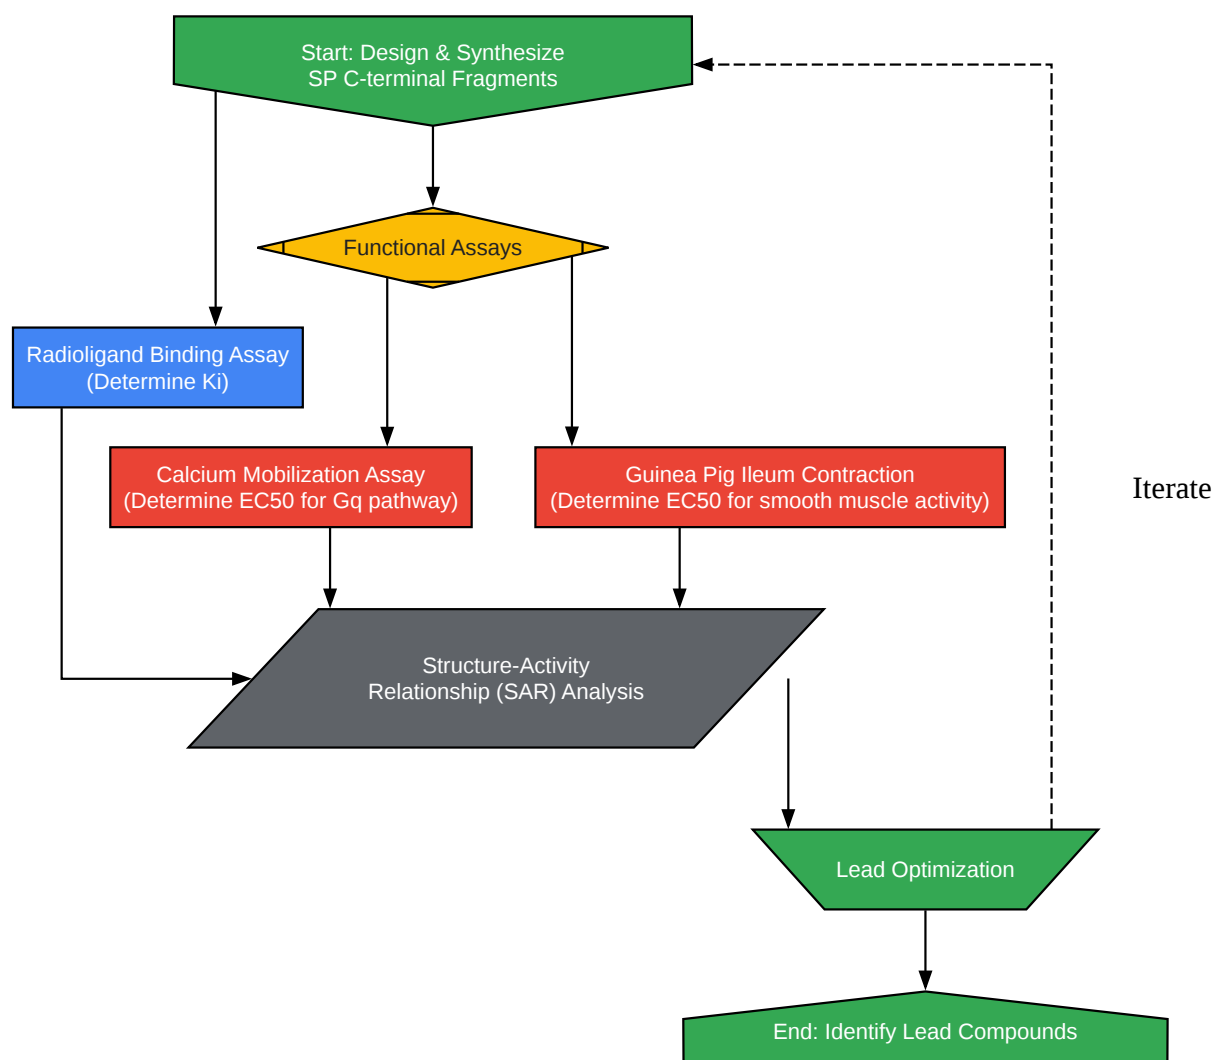 Start: Design & Synthesize
SP C-terminal Fragments
Functional Assays
Radioligand Binding Assay
(Determine Ki)
Calcium Mobilization Assay
(Determine EC50 for Gq pathway)
Guinea Pig Ileum Contraction
(Determine EC50 for smooth muscle activity)
Iterate
Structure-Activity
Relationship (SAR) Analysis
Lead Optimization
End: Identify Lead Compounds